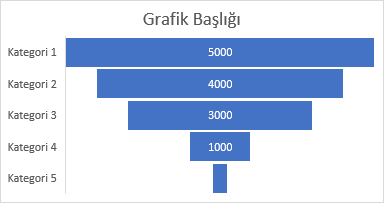 Grafik Başlığı
Kategori 1 5000
Kategori 2 4000
Kategori 3 3000
Kategori 4 1000
Kategori 5